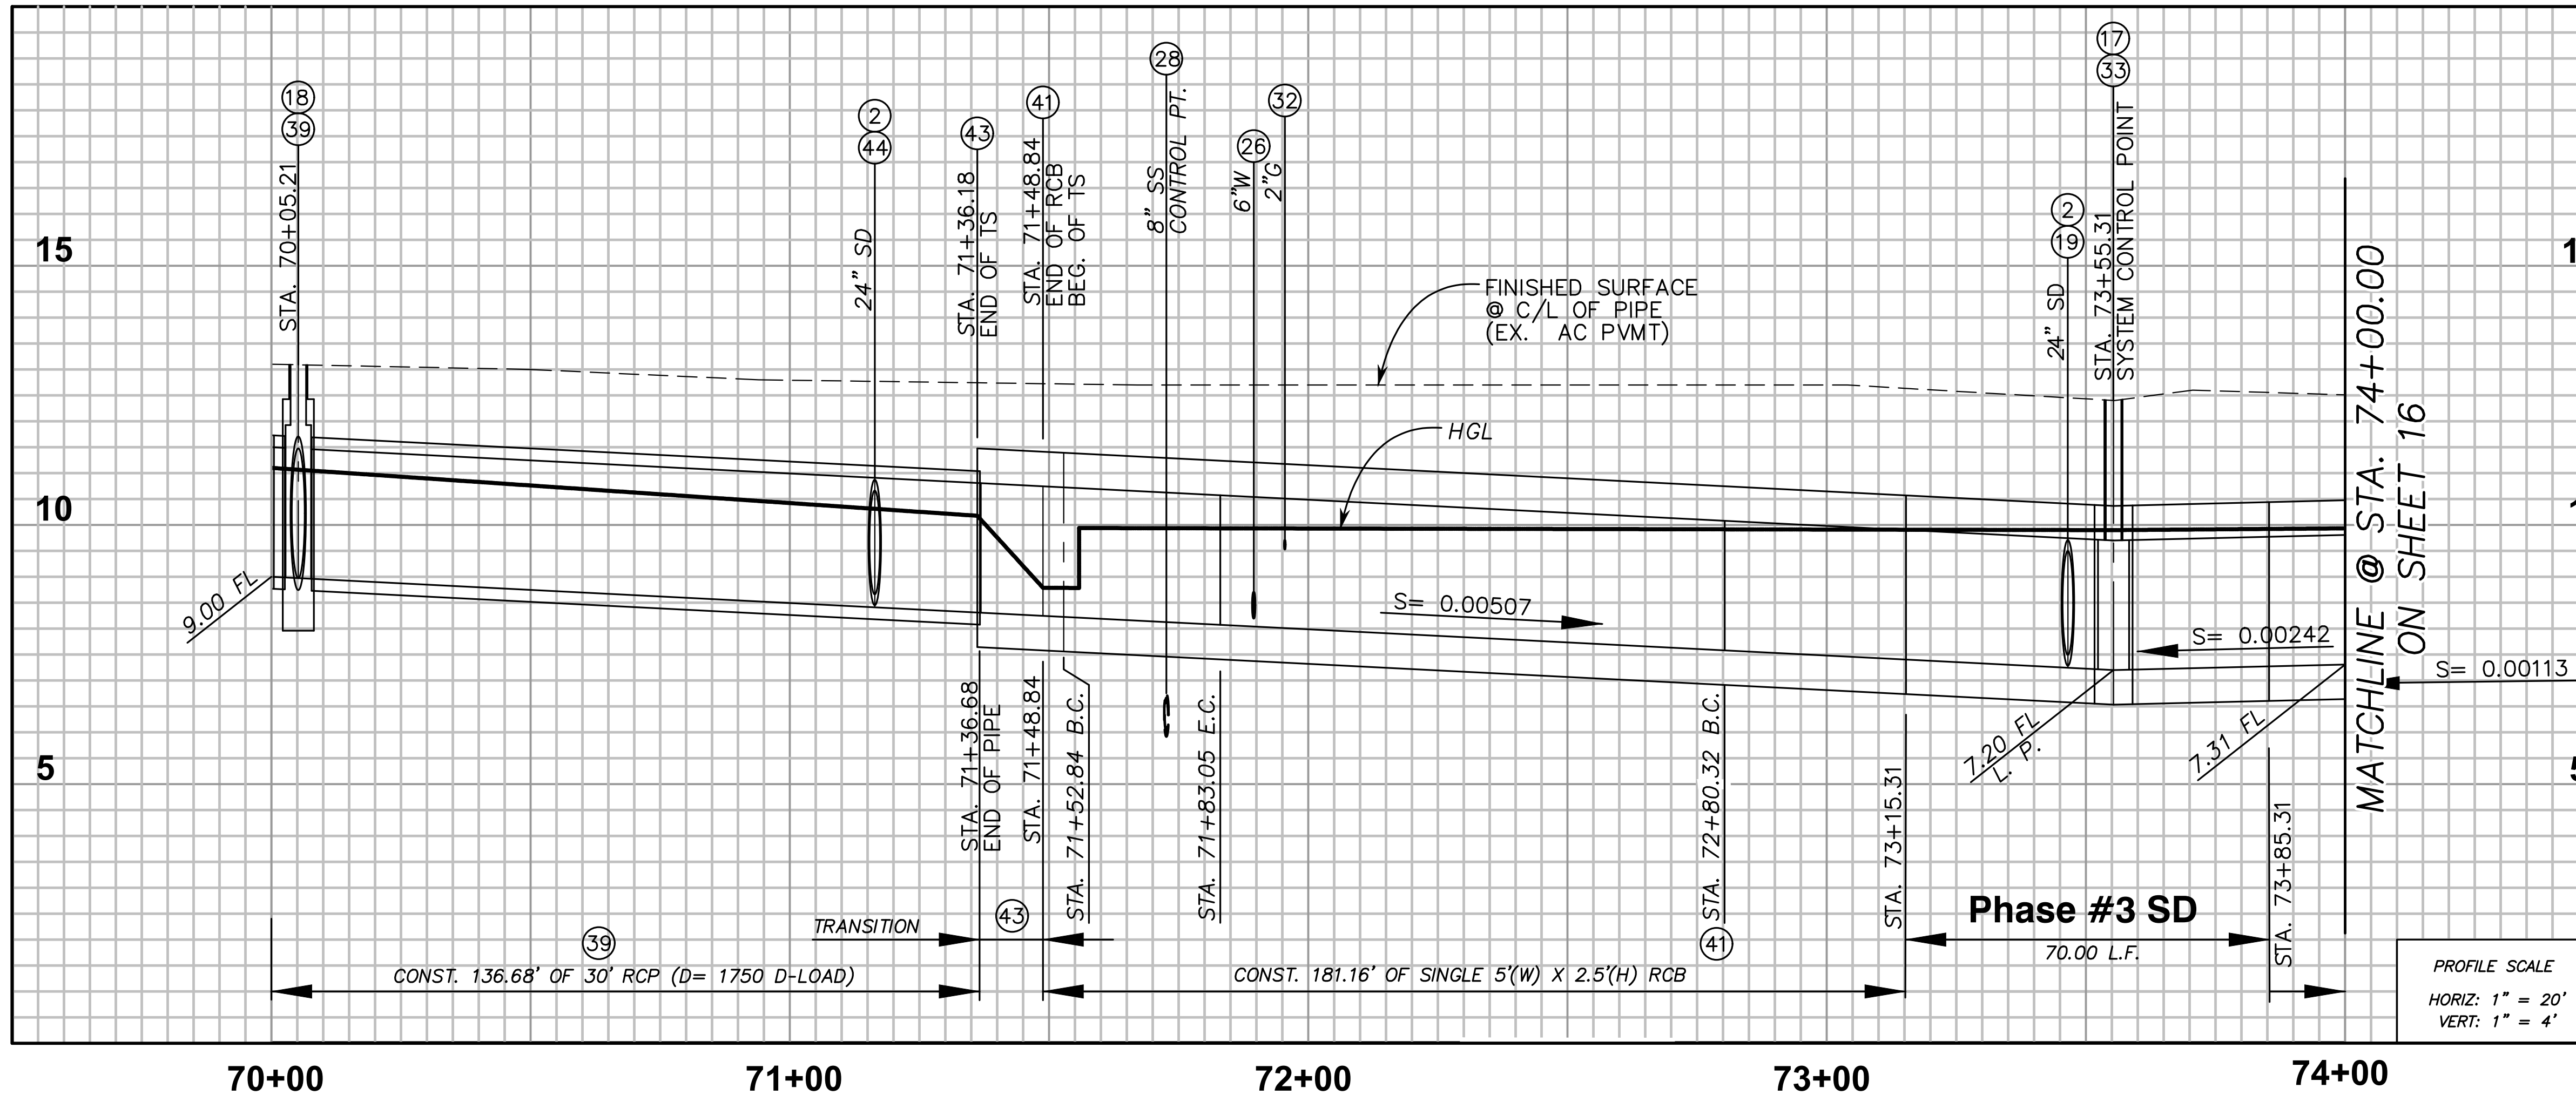 17
33
28
18
39
2
44
43
41
32
26
2
19
STA. 70+05.21
24" SD
STA. 71+36.18
END OF TS
STA. 71+48.84
END OF RCB
BEG. OF TS
8" SS
CONTROL PT.
6"W
2"G
24" SD
STA. 73+55.31
SYSTEM CONTROL POINT
15
FINISHED SURFACE
@ C/L OF PIPE
(EX. AC PVMT)
HGL
10
9.00 FL
S= 0.00507
S= 0.00242
S= 0.00113
MATCHLINE @ STA. 74+00.00
ON SHEET 16
5
5
7.20 FL
L. P.
7.31 FL
STA. 71+36.68
END OF PIPE
STA. 71+48.84
STA. 71+52.84 B.C.
STA. 71+83.05 E.C.
STA. 72+80.32 B.C.
STA. 73+15.31
STA. 73+85.31
Phase #3 SD
70.00 L.F.
TRANSITION
43
39
41
CONST. 136.68' OF 30' RCP (D= 1750 D-LOAD)
CONST. 181.16' OF SINGLE 5'(W) X 2.5'(H) RCB
PROFILE SCALE
HORIZ: 1" = 20'
VERT: 1" = 4'
70+00
71+00
72+00
73+00
74+00